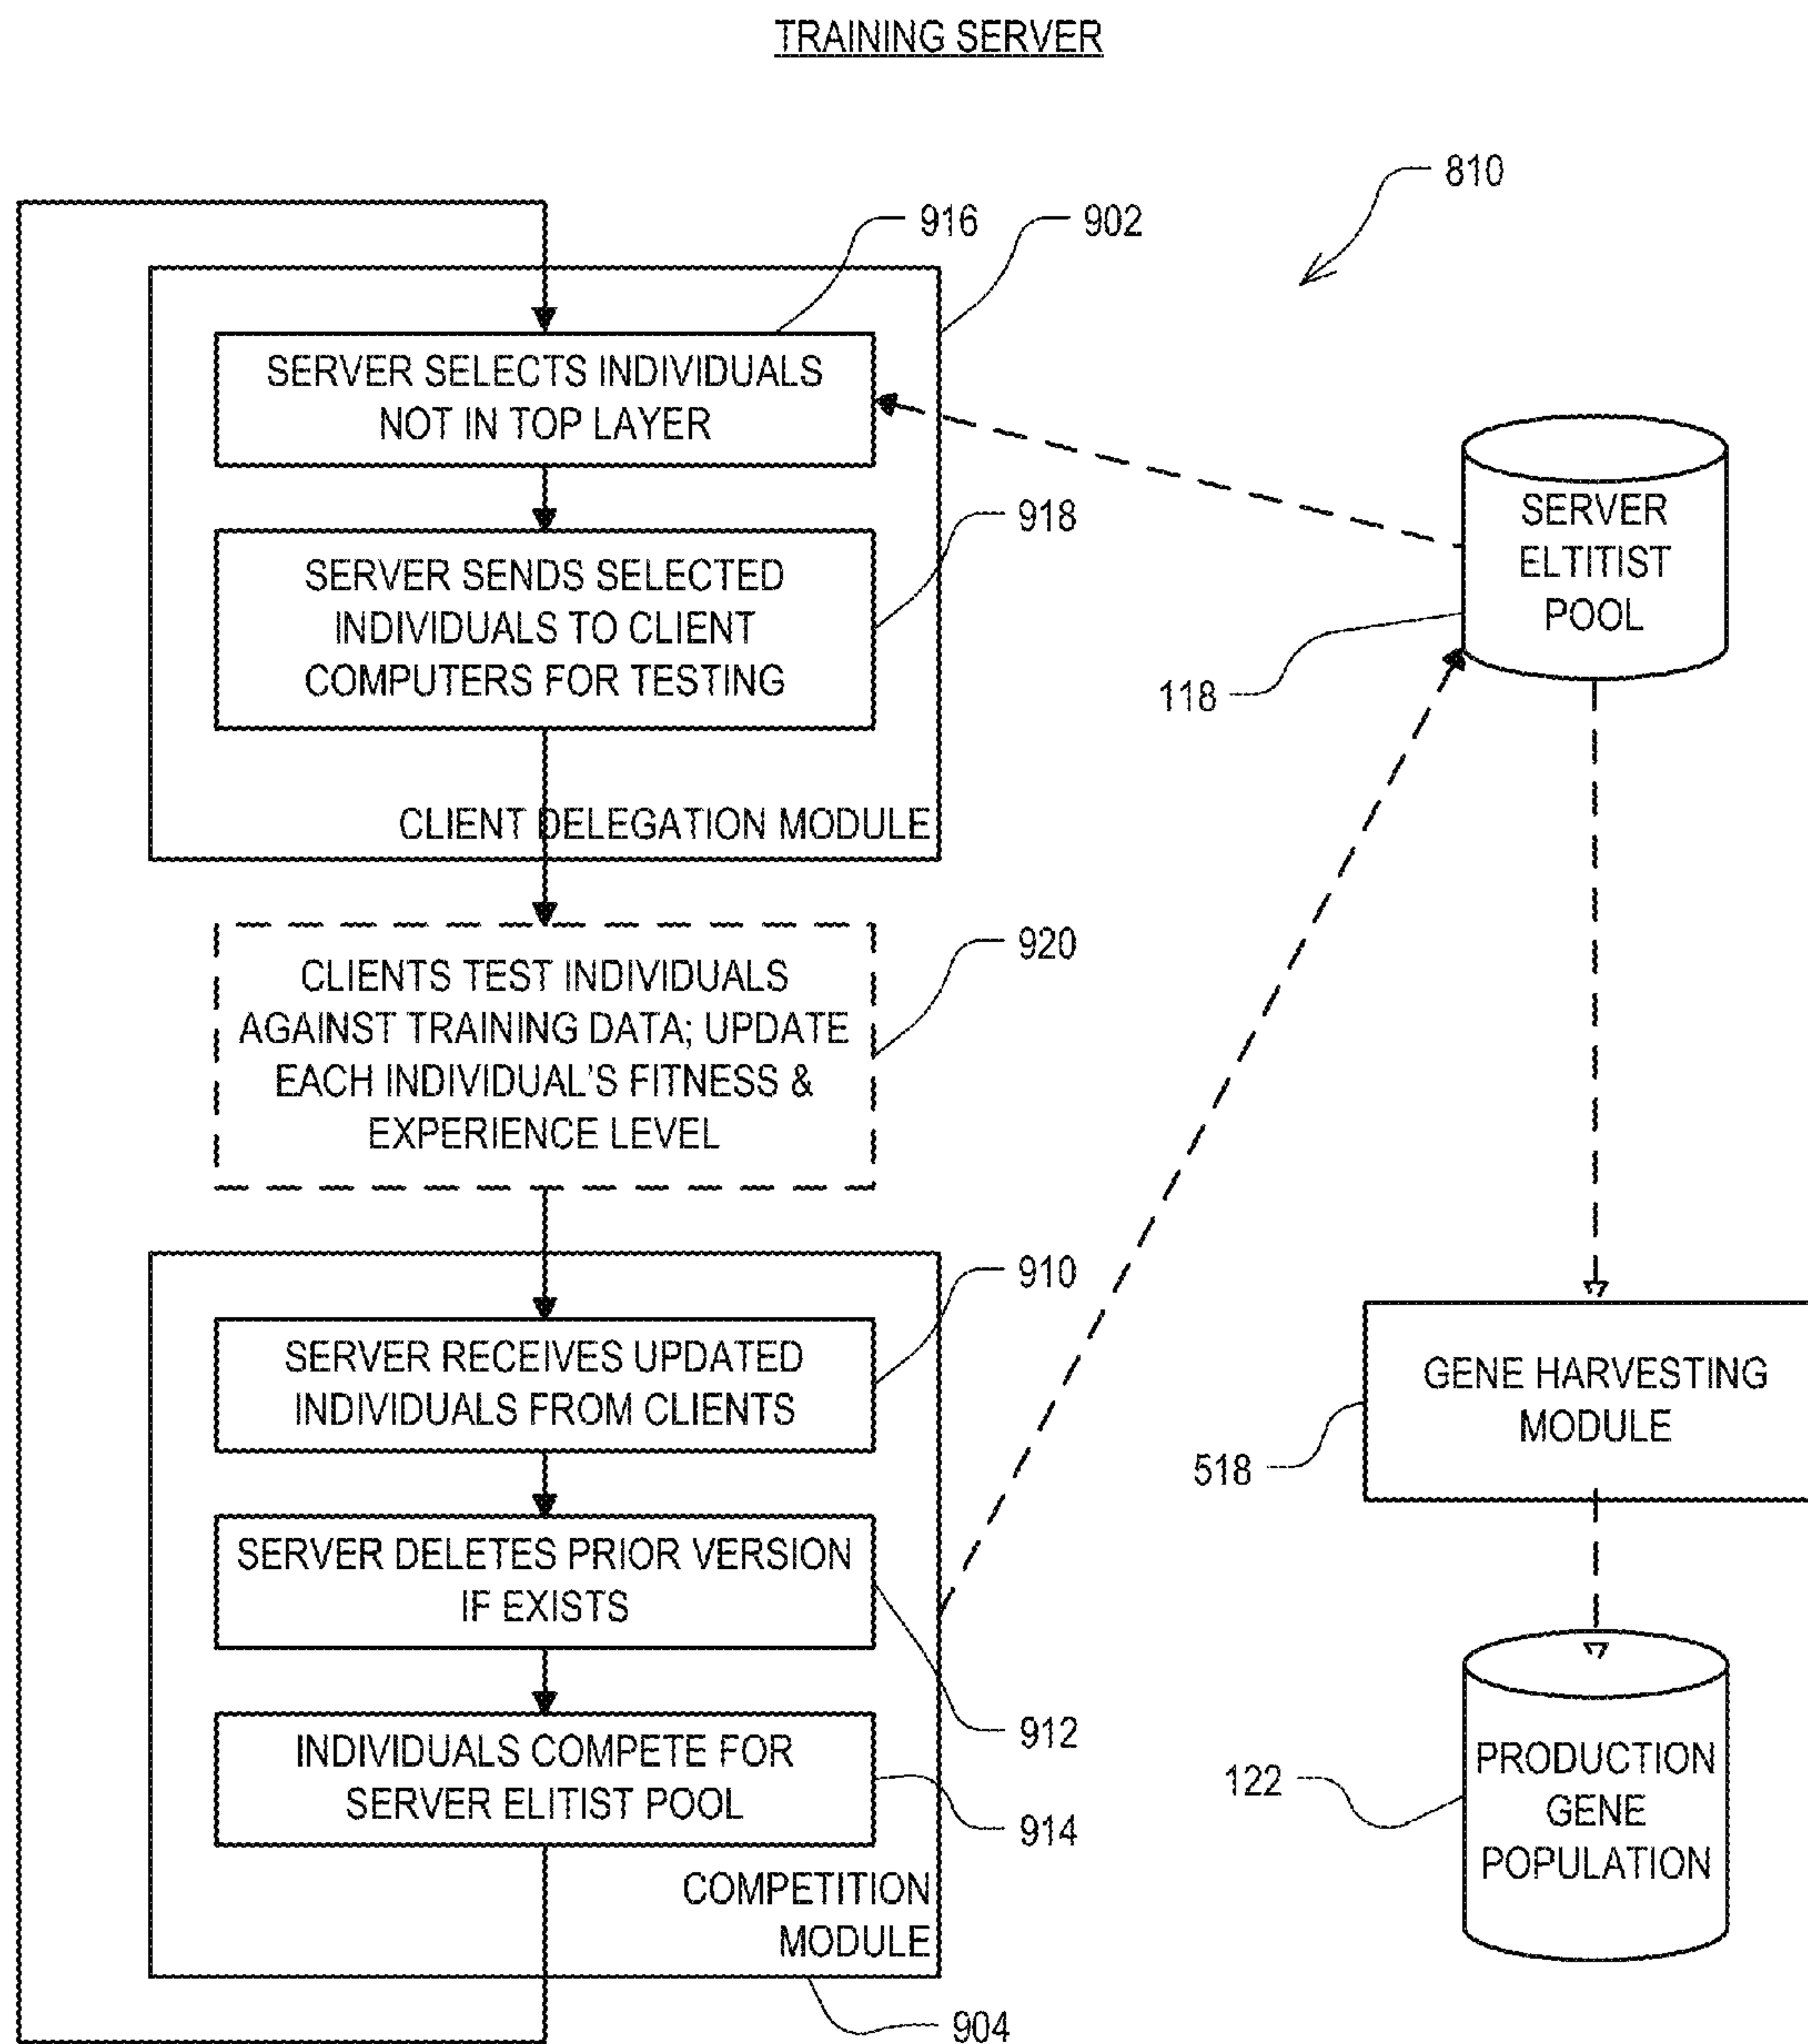 TRAINING SERVER
810
916
902
SERVER SELECTS INDIVIDUALS
NOT IN TOP LAYER
918
SERVER SENDS SELECTED
INDIVIDUALS TO CLIENT
COMPUTERS FOR TESTING
CLIENT DELEGATION MODULE
SERVER
ELTITIST
POOL
118
920
CLIENTS TEST INDIVIDUALS
AGAINST TRAINING DATA; UPDATE
EACH INDIVIDUAL'S FITNESS &
EXPERIENCE LEVEL
910
SERVER RECEIVES UPDATED
INDIVIDUALS FROM CLIENTS
SERVER DELETES PRIOR VERSION
IF EXISTS
912
INDIVIDUALS COMPETE FOR
SERVER ELITIST POOL
914
COMPETITION
MODULE
904
GENE HARVESTING
MODULE
518
PRODUCTION
GENE
POPULATION
122